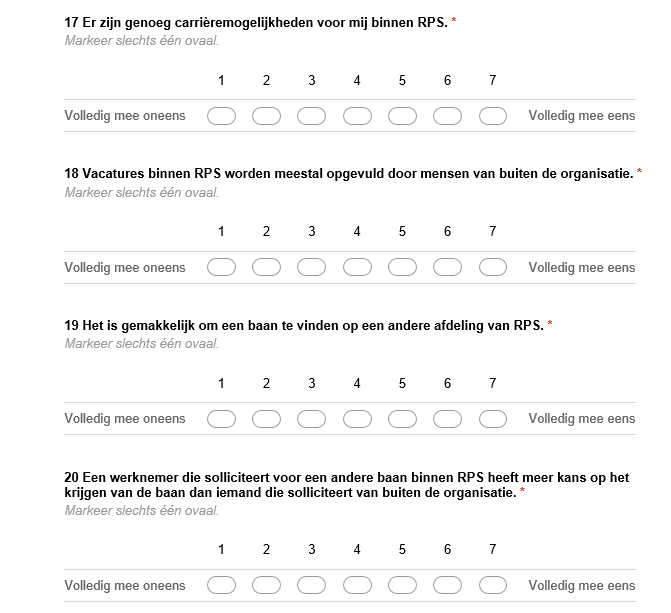 17 Er zijn genoeg carrièremogelijkheden voor mij binnen RPS. *
Markeer slechts één ovaal.
1 2 3 4 5 6 7
Volledig mee oneens Volledig mee eens
18 Vacatures binnen RPS worden meestal opgevuld door mensen van buiten de organisatie. *
Markeer slechts één ovaal.
1 2 3 4 5 6 7
Volledig mee oneens Volledig mee eens
19 Het is gemakkelijk om een baan te vinden op een andere afdeling van RPS. *
Markeer slechts één ovaal.
1 2 3 4 5 6 7
Volledig mee oneens Volledig mee eens
20 Een werknemer die solliciteert voor een andere baan binnen RPS heeft meer kans op het
krijgen van de baan dan iemand die solliciteert van buiten de organisatie. *
Markeer slechts één ovaal.
1 2 3 4 5 6 7
Volledig mee oneens Volledig mee eens